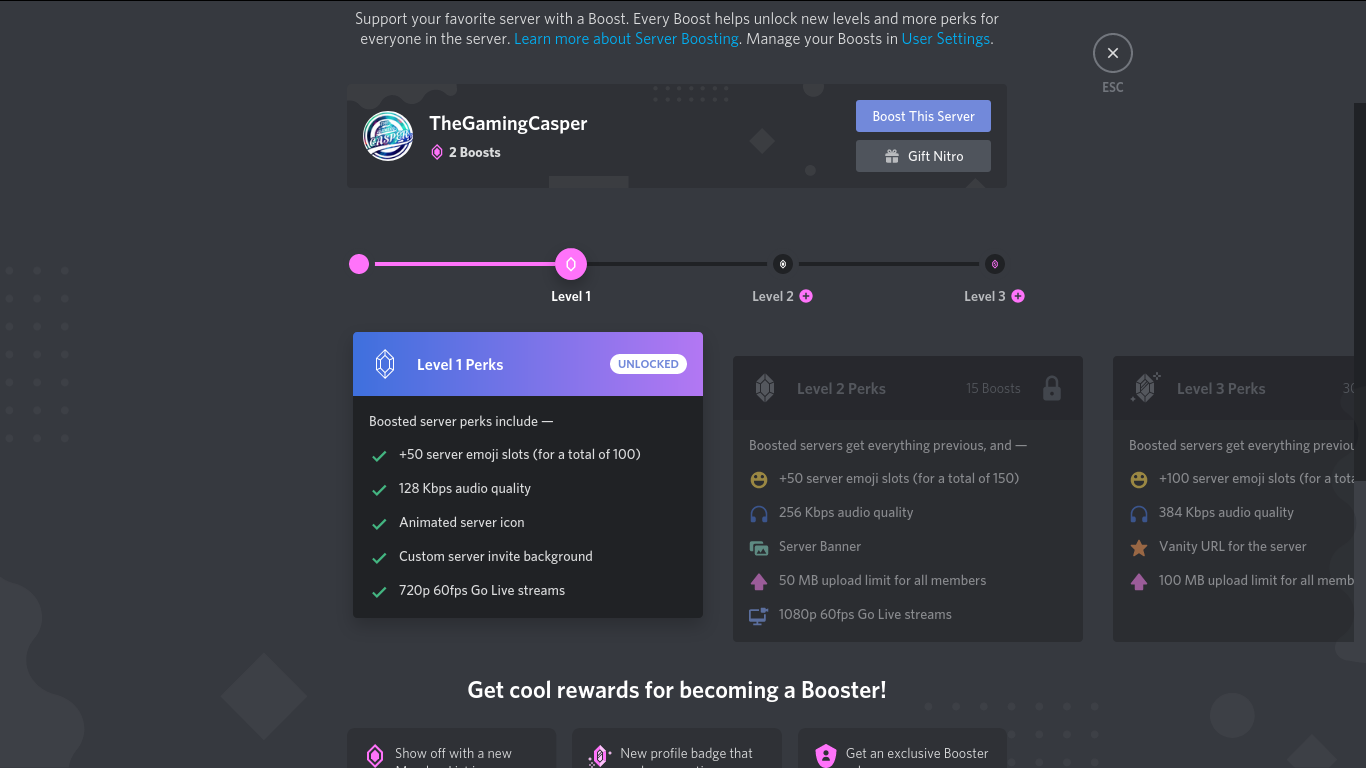 Support your favorite server with a Boost. Every Boost helps unlock new levels and more perks for
everyone in the server. Learn more about Server Boosting. Manage your Boosts in User Settings.
ESC
TheGamingCasper
2 Boosts
Boost This Server
Gift Nitro
CASPER
Level 1
Level 2
Level 3
Level 1 Perks
UNLOCKED
Boosted server perks include —
+50 server emoji slots (for a total of 100)
128 Kbps audio quality
Animated server icon
Custom server invite background
720p 60fps Go Live streams
Level 2 Perks
15 Boosts
Boosted servers get everything previous, and —
+50 server emoji slots (for a total of 150)
256 Kbps audio quality
Server Banner
50 MB upload limit for all members
1080p 60fps Go Live streams
Level 3 Perks
30
Boosted servers get everything previou
+100 server emoji slots (for a tota
384 Kbps audio quality
Vanity URL for the server
100 MB upload limit for all memb
Get cool rewards for becoming a Booster!
Show off with a new
New profile badge that
Get an exclusive Booster